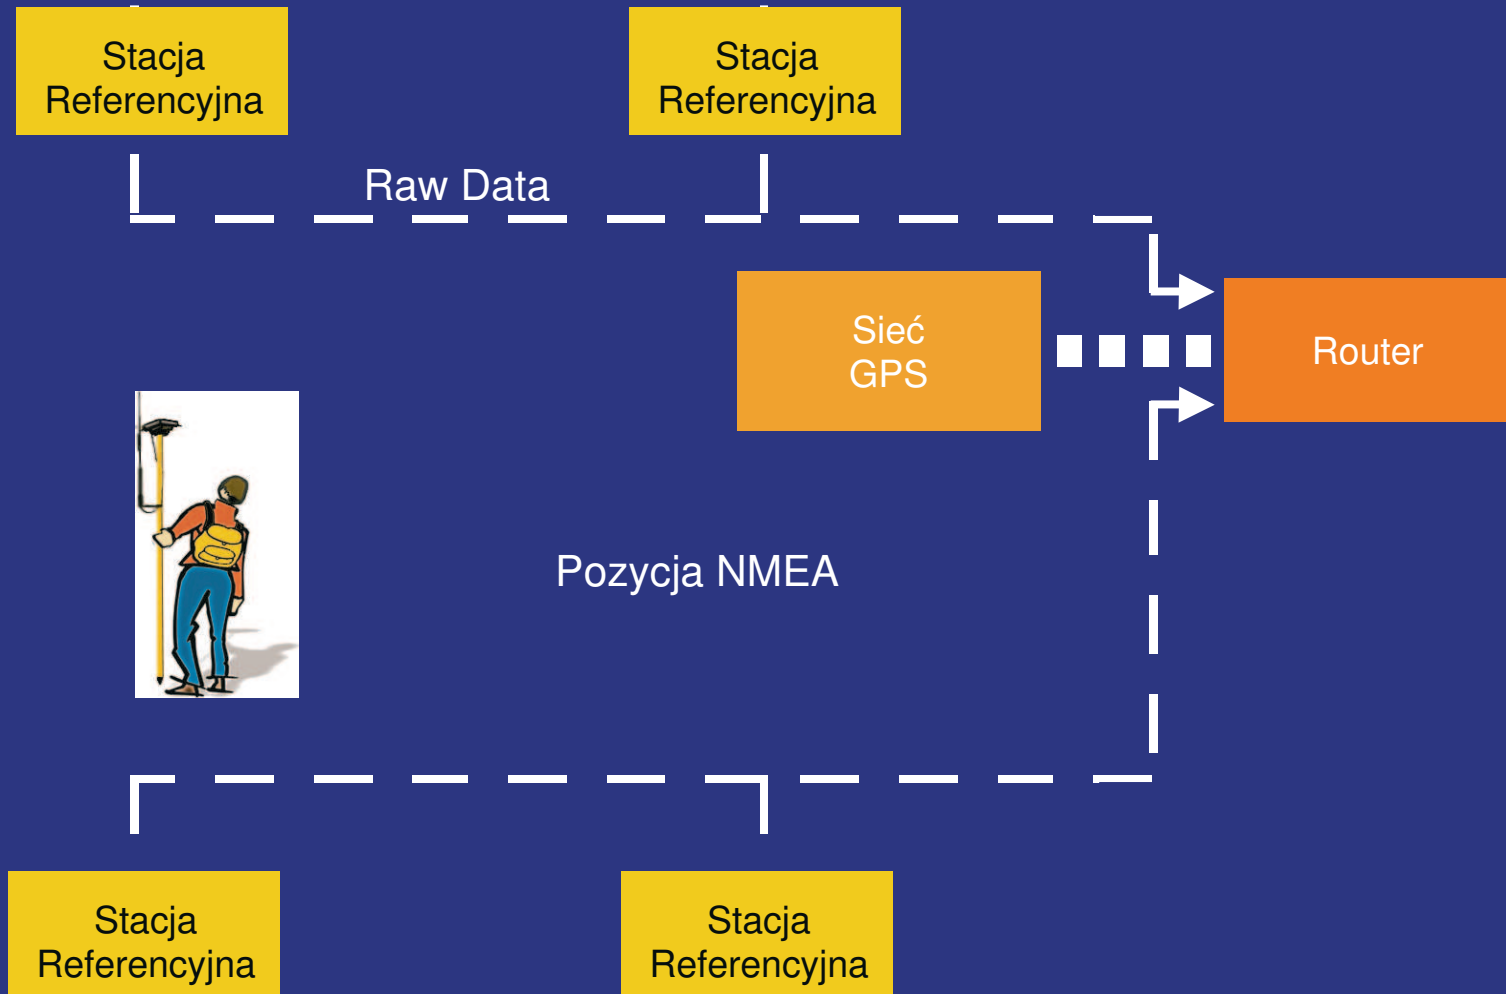 Stacja
Referencyjna
Stacja
Referencyjna
Raw Data
Sieć
GPS
Router
Pozycja NMEA
Stacja
Referencyjna
Stacja
Referencyjna